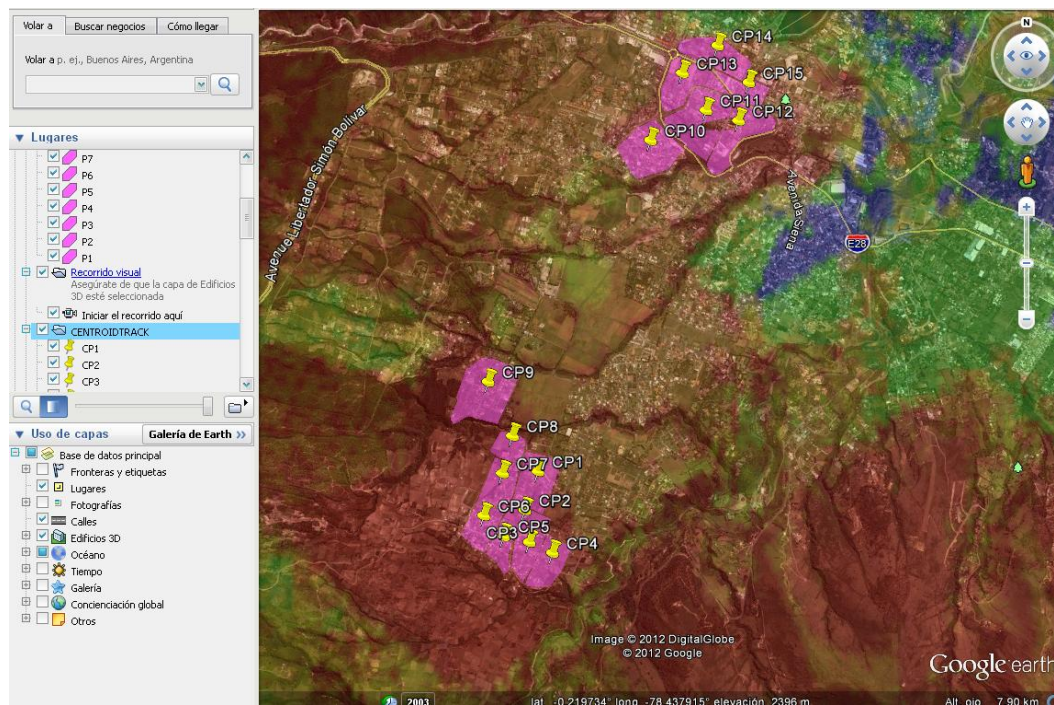 Volar a
Buscar negocios
Cómo llegar
Volar a p. ej., Buenos Aires, Argentina
Lugares
P7
P6
P5
P4
P3
P2
P1
Recorrido visual
Asegúrate de que la capa de Edificios
3D esté seleccionada
Iniciar el recorrido aquí
CENTROIDTRACK
CP1
CP2
CP3
Uso de capas
Galería de Earth >>
Base de datos principal
Fronteras y etiquetas
Lugares
Fotografías
Calles
Edificios 3D
Océano
Tiempo
Galería
Concienciación global
Otros
N
CP14
CP13
CP15
CP11
CP12
CP10
Avenue Libertador Simón Bolívar
Avenida Siena
E28
CP9
CP8
CP7
CP1
CP6
CP2
CP3
CP5
CP4
Image © 2012 DigitalGlobe
© 2012 Google
Google earth
2003
lat -0.219734° long -78.437915° elevación 2396 m
Alt. ojo 7.90 km